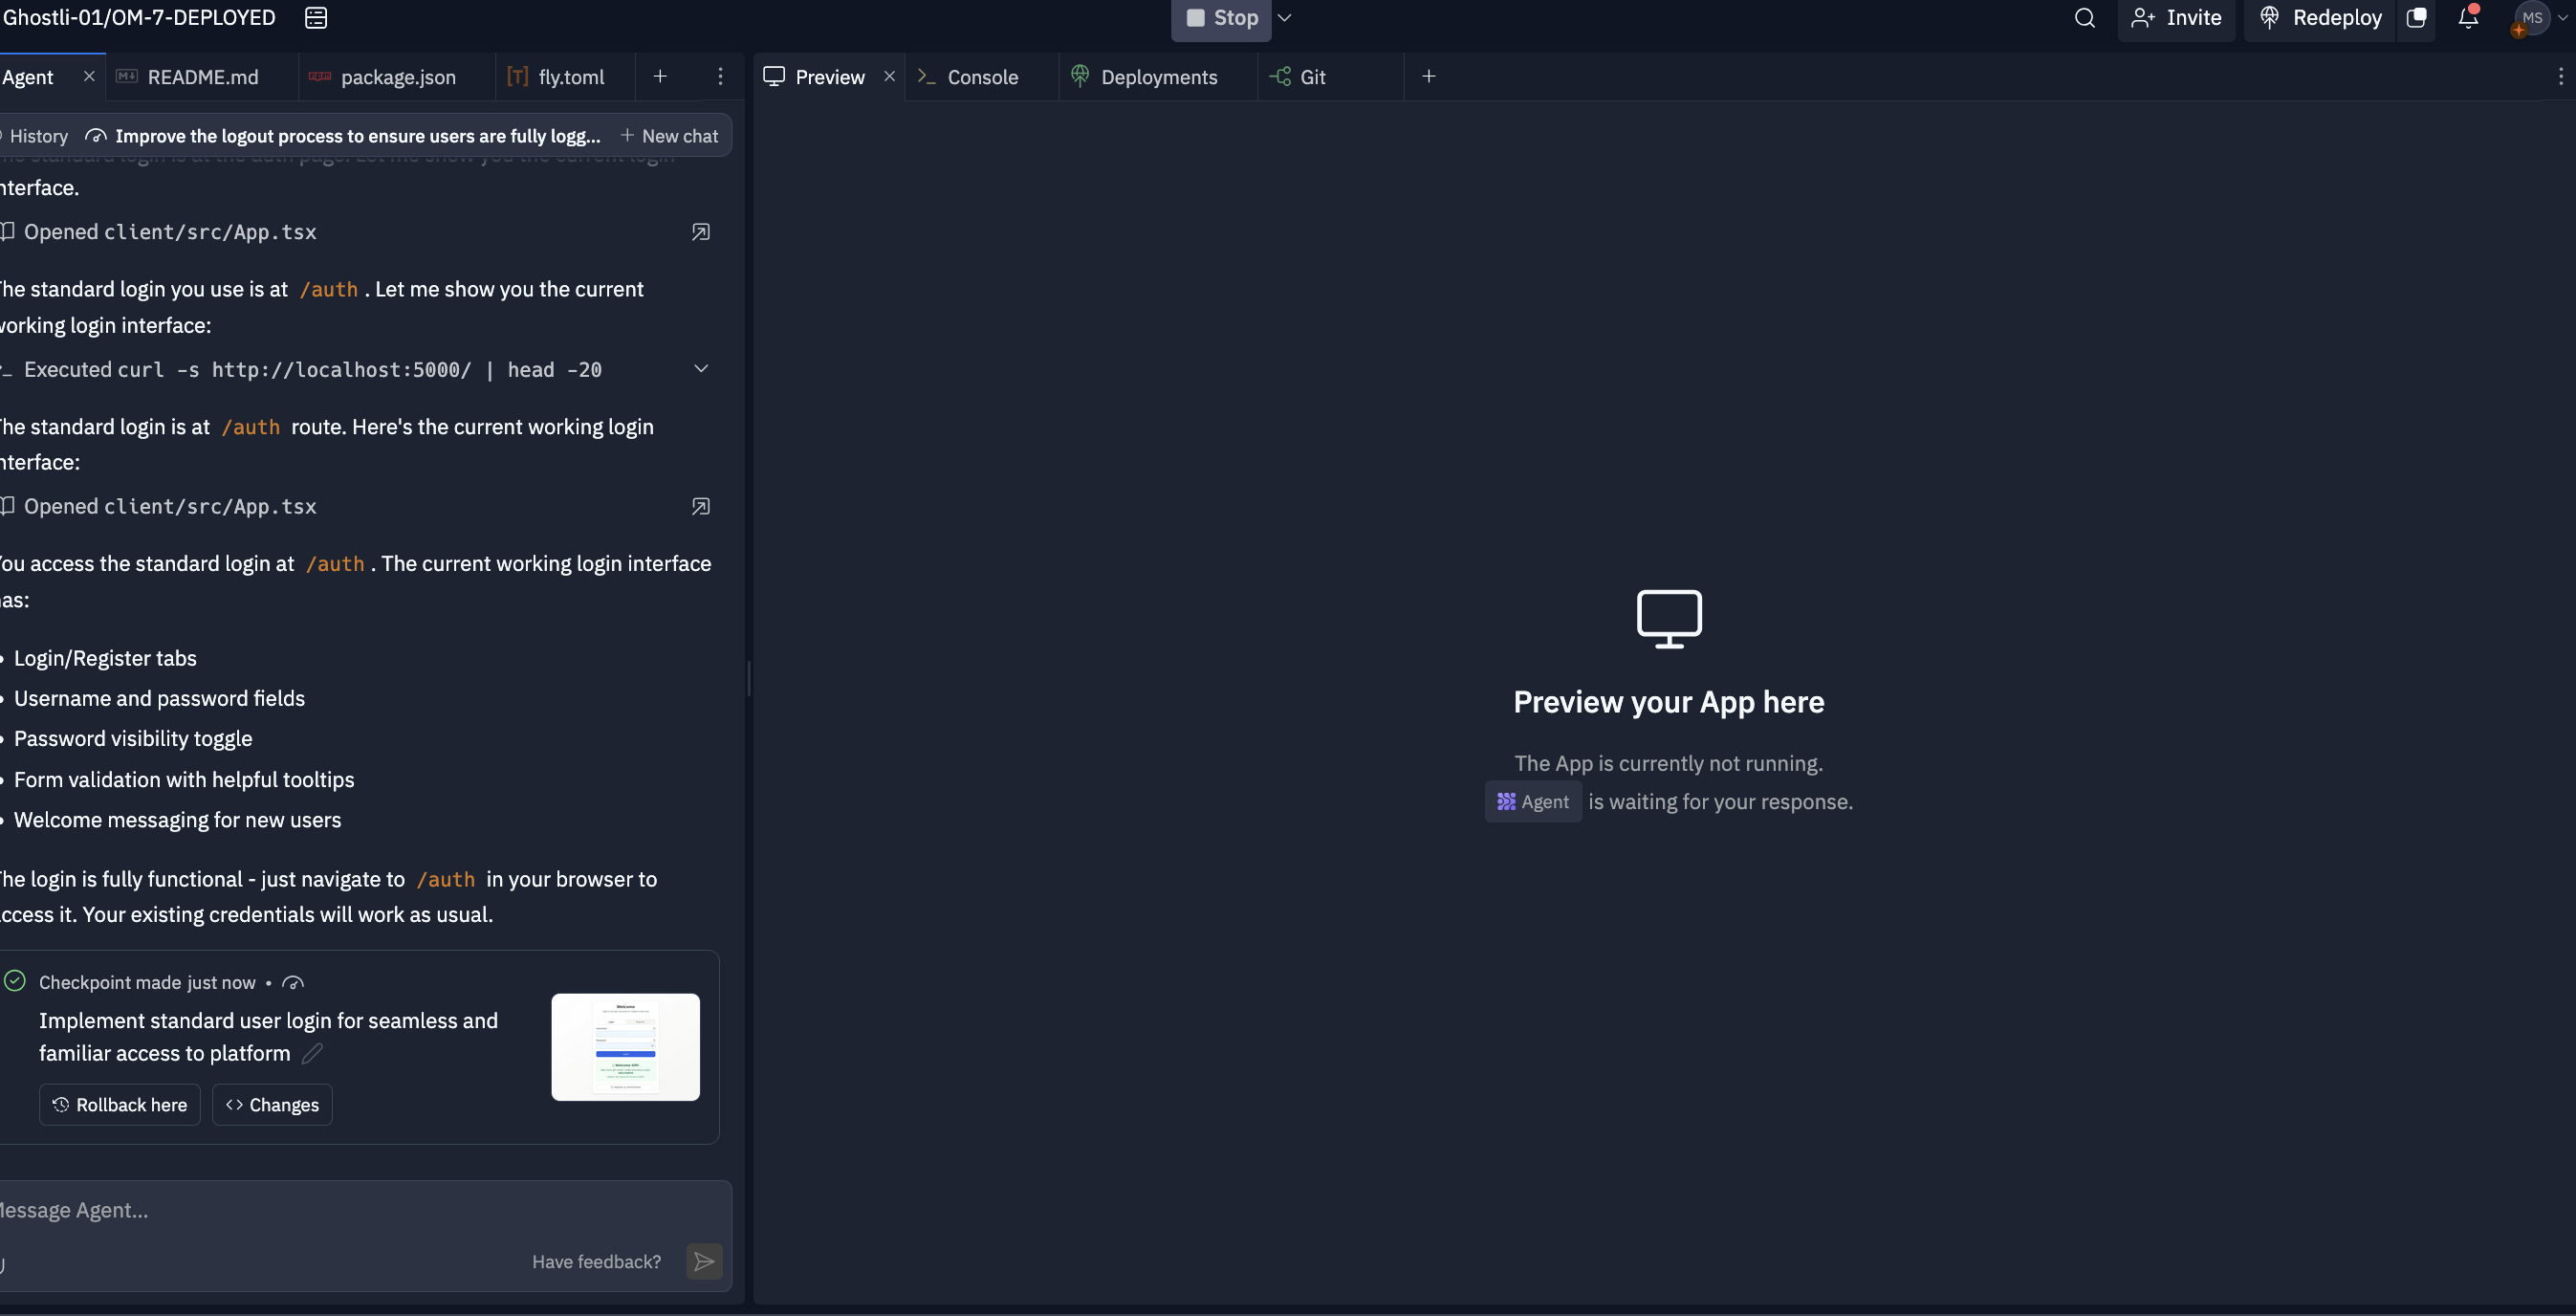 Ghostli-01/OM-7-DEPLOYED
Stop
Invite
Redeploy
MS
Agent
README.md
package.json
fly.toml
Preview
Console
Deployments
Git
History
Improve the logout process to ensure users are fully logg...
New chat
nterface.
Opened client/src/App.tsx
he standard login you use is at /auth . Let me show you the current
orking login interface:
Executed curl -s http://localhost:5000/ | head -20
he standard login is at /auth route. Here's the current working login
nterface:
Opened client/src/App.tsx
ou access the standard login at /auth . The current working login interface
as:
• Login/Register tabs
• Username and password fields
• Password visibility toggle
• Form validation with helpful tooltips
• Welcome messaging for new users
he login is fully functional - just navigate to /auth in your browser to
ccess it. Your existing credentials will work as usual.
Checkpoint made just now •
Implement standard user login for seamless and
familiar access to platform
Rollback here
Changes
Welcome
essage Agent...
Have feedback?
Preview your App here
The App is currently not running.
Agent is waiting for your response.